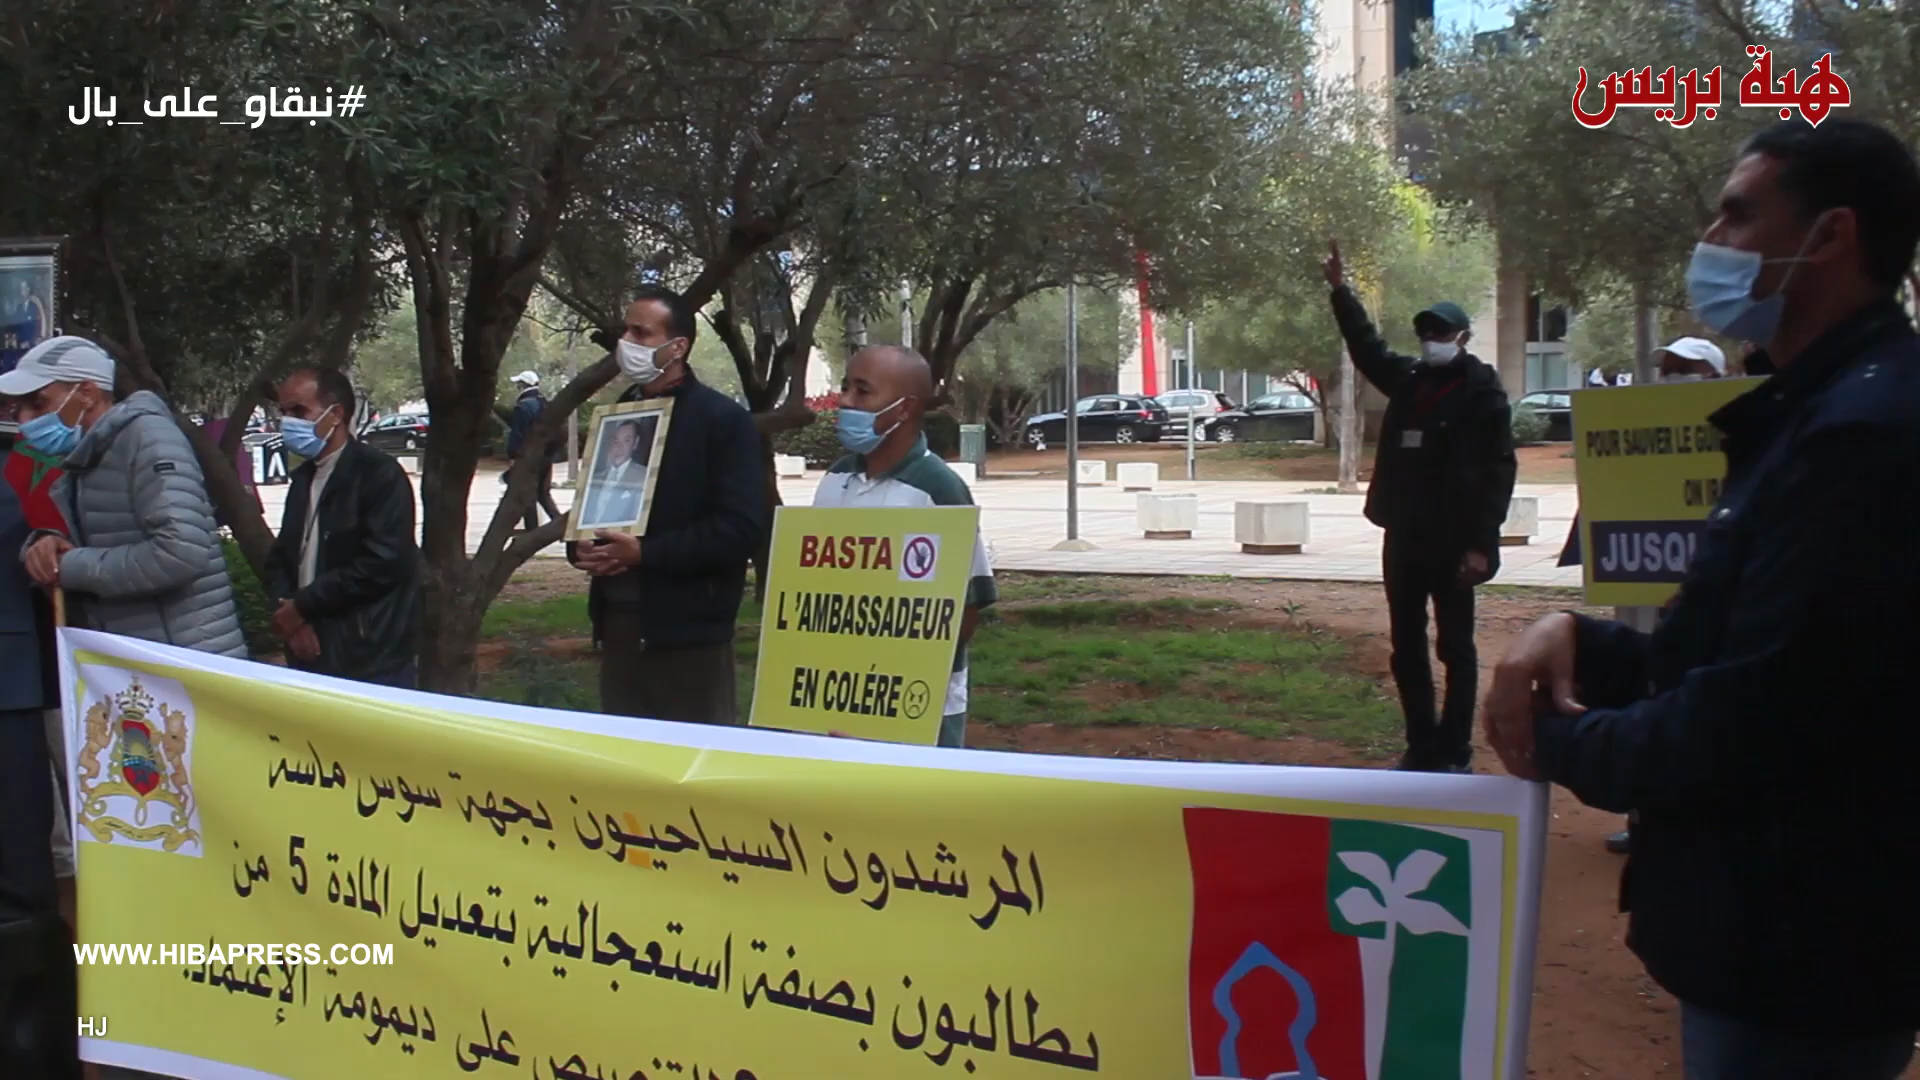 #نبقاو_على_بال
هبة بريس
BASTA
L'AMBASSADEUR
EN COLÉRE
POUR SAUVER LE
JUSQU
المرشدون السياحيون بجهة سوس ماسة
يطالبون بصفة استعجالية بتعديل المادة 5 من
على ديمومة الإعتماد.
WWW.HIBAPRESS.COM
HJ